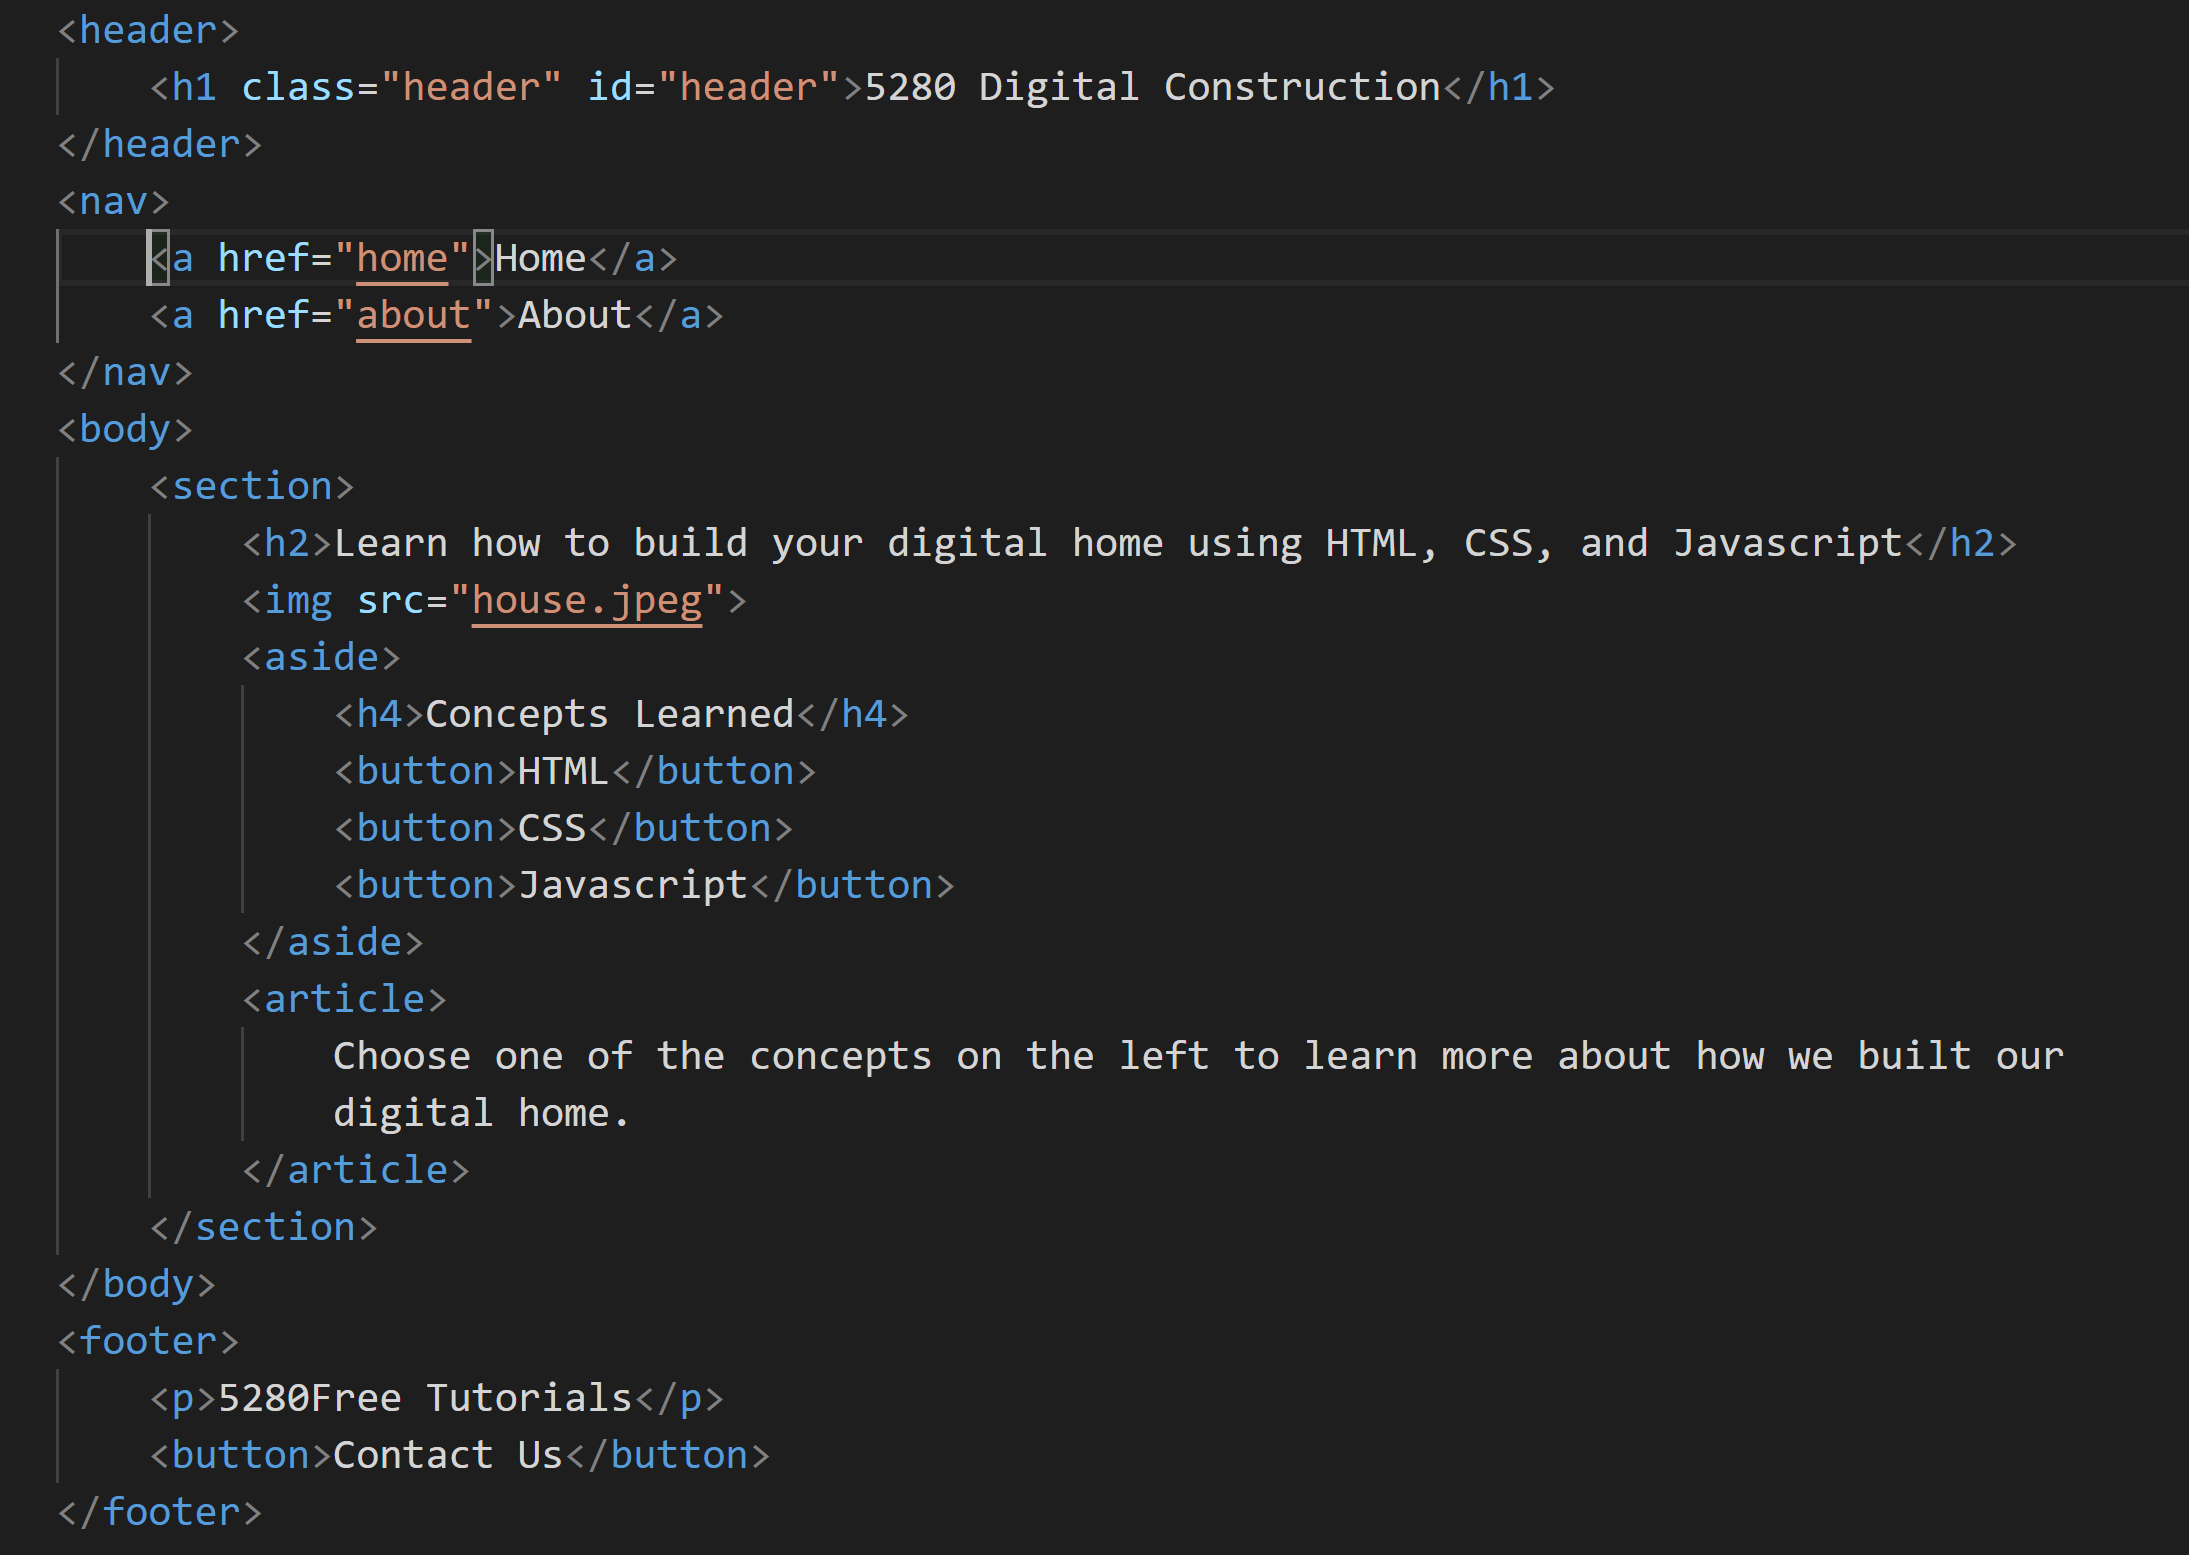 <header>
    <h1 class="header" id="header">5280 Digital Construction</h1>
</header>
<nav>
    <a href="home">Home</a>
    <a href="about">About</a>
</nav>
<body>
    <section>
        <h2>Learn how to build your digital home using HTML, CSS, and Javascript</h2>
        <img src="house.jpeg">
        <aside>
            <h4>Concepts Learned</h4>
            <button>HTML</button>
            <button>CSS</button>
            <button>Javascript</button>
        </aside>
        <article>
            Choose one of the concepts on the left to learn more about how we built our
            digital home.
        </article>
    </section>
</body>
<footer>
    <p>5280Free Tutorials</p>
    <button>Contact Us</button>
</footer>